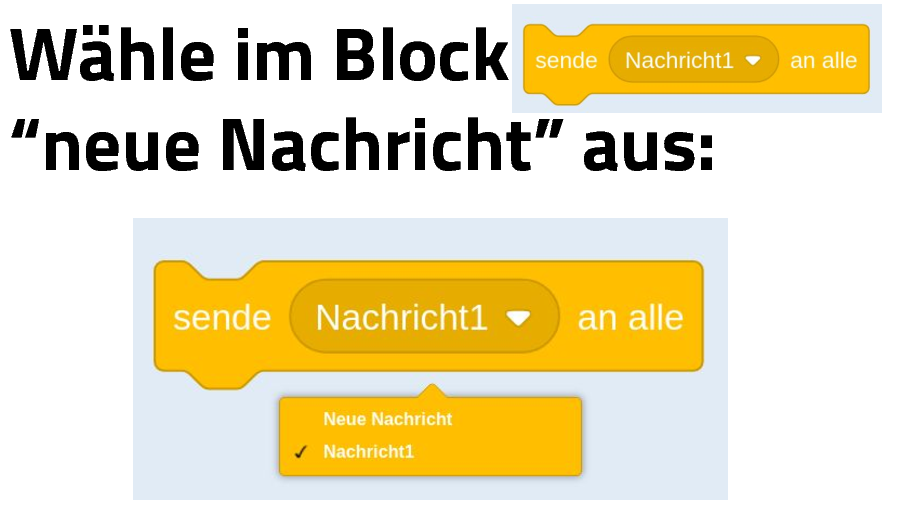 Wähle im Block sende Nachricht1 an alle
“neue Nachricht” aus:
sende Nachricht1 an alle
Neue Nachricht
✓ Nachricht1